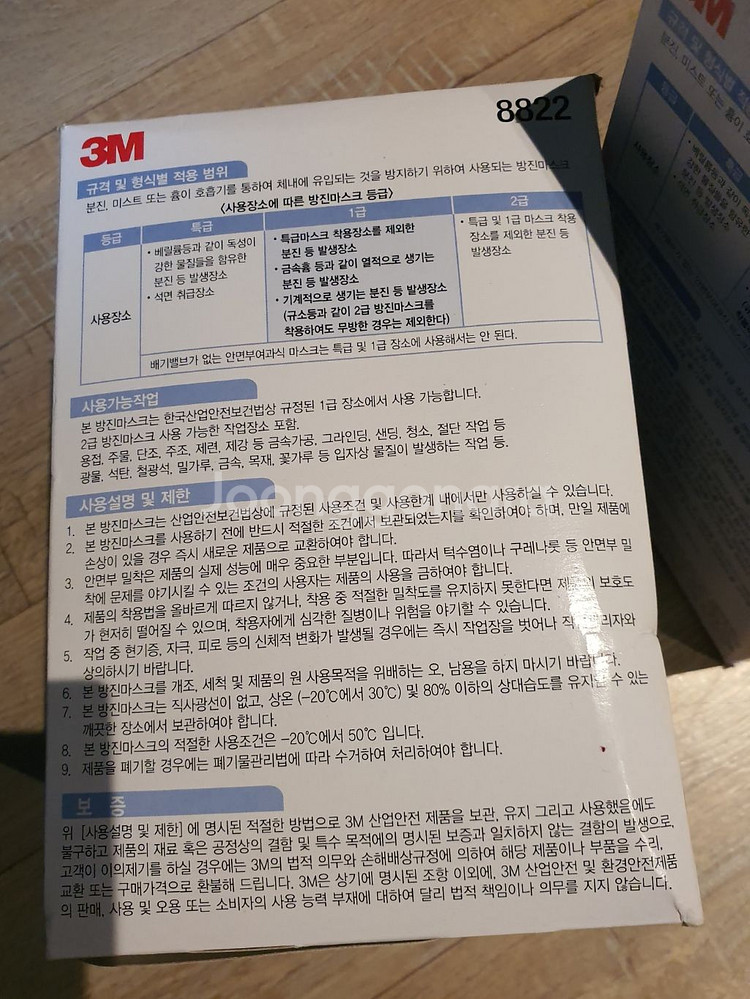 3M
8822
규격 및 형식별 적용 범위
분진, 미스트 또는 흄이 호흡기를 통하여 체내에 유입되는 것을 방지하기 위하여 사용되는 방진마스크
<사용장소에 따른 방진마스크 등급>
등급
특급
1급
2급
사용장소
• 베릴륨등과 같이 독성이
강한 물질들을 함유한
분진 등 발생장소
• 석면 취급장소
• 특급마스크 착용장소를 제외한
분진 등 발생장소
• 금속흄 등과 같이 열적으로 생기는
분진 등 발생장소
• 기계적으로 생기는 분진 등 발생장소
(규소등과 같이 2급 방진마스크를
착용하여도 무방한 경우는 제외한다)
• 특급 및 1급 마스크 착용
장소를 제외한 분진 등
발생장소
배기밸브가 없는 안면부여과식 마스크는 특급 및 1급 장소에 사용해서는 안 된다.
사용가능작업
본 방진마스크는 한국산업안전보건법상 규정된 1급 장소에서 사용 가능합니다.
2급 방진마스크 사용 가능한 작업장소 포함.
용접, 주물, 단조, 주조, 제련, 제강 등 금속가공, 그라인딩, 샌딩, 청소, 절단 작업 등
광물, 석탄, 철광석, 밀가루, 금속, 목재, 꽃가루 등 입자상 물질이 발생하는 작업 등.
사용설명 및 제한
1. 본 방진마스크는 산업안전보건법상에 규정된 사용조건 및 사용한계 내에서만 사용하실 수 있습니다.
2. 본 방진마스크를 사용하기 전에 반드시 적절한 조건에서 보관되었는지를 확인하여야 하며, 만일 제품에
손상이 있을 경우 즉시 새로운 제품으로 교환하여야 합니다.
3. 안면부 밀착은 제품의 실제 성능에 매우 중요한 부분입니다. 따라서 턱수염이나 구레나룻 등 안면부 밀
착에 문제를 야기시킬 수 있는 조건의 사용자는 제품의 사용을 금하여야 합니다.
4. 제품의 착용법을 올바르게 따르지 않거나, 착용 중 적절한 밀착도를 유지하지 못한다면 제품의 보호도
가 현저히 떨어질 수 있으며, 착용자에게 심각한 질병이나 위험을 야기할 수 있습니다.
5. 작업 중 현기증, 자극, 피로 등의 신체적 변화가 발생될 경우에는 즉시 작업장을 벗어나 작업관리자와
상의하시기 바랍니다.
6. 본 방진마스크를 개조, 세척 및 제품의 원 사용목적을 위배하는 오, 남용을 하지 마시기 바랍니다.
7. 본 방진마스크는 직사광선이 없고, 상온 (-20℃에서 30℃) 및 80% 이하의 상대습도를 유지할 수 있는
깨끗한 장소에서 보관하여야 합니다.
8. 본 방진마스크의 적절한 사용조건은 -20℃에서 50℃ 입니다.
9. 제품을 폐기할 경우에는 폐기물관리법에 따라 수거하여 처리하여야 합니다.
보 증
위 [사용설명 및 제한] 에 명시된 적절한 방법으로 3M 산업안전 제품을 보관, 유지 그리고 사용했음에도
불구하고 제품의 재료 혹은 공정상의 결함 및 특수 목적에의 명시된 보증과 일치하지 않는 결함의 발생으로,
고객이 이의제기를 하실 경우에는 3M의 법적 의무와 손해배상규정에 의하여 해당 제품이나 부품을 수리,
교환 또는 구매가격으로 환불해 드립니다. 3M은 상기에 명시된 조항 이외에, 3M 산업안전 및 환경안전제품
의 판매, 사용 및 오용 또는 소비자의 사용 능력 부재에 대하여 달리 법적 책임이나 의무를 지지 않습니다.